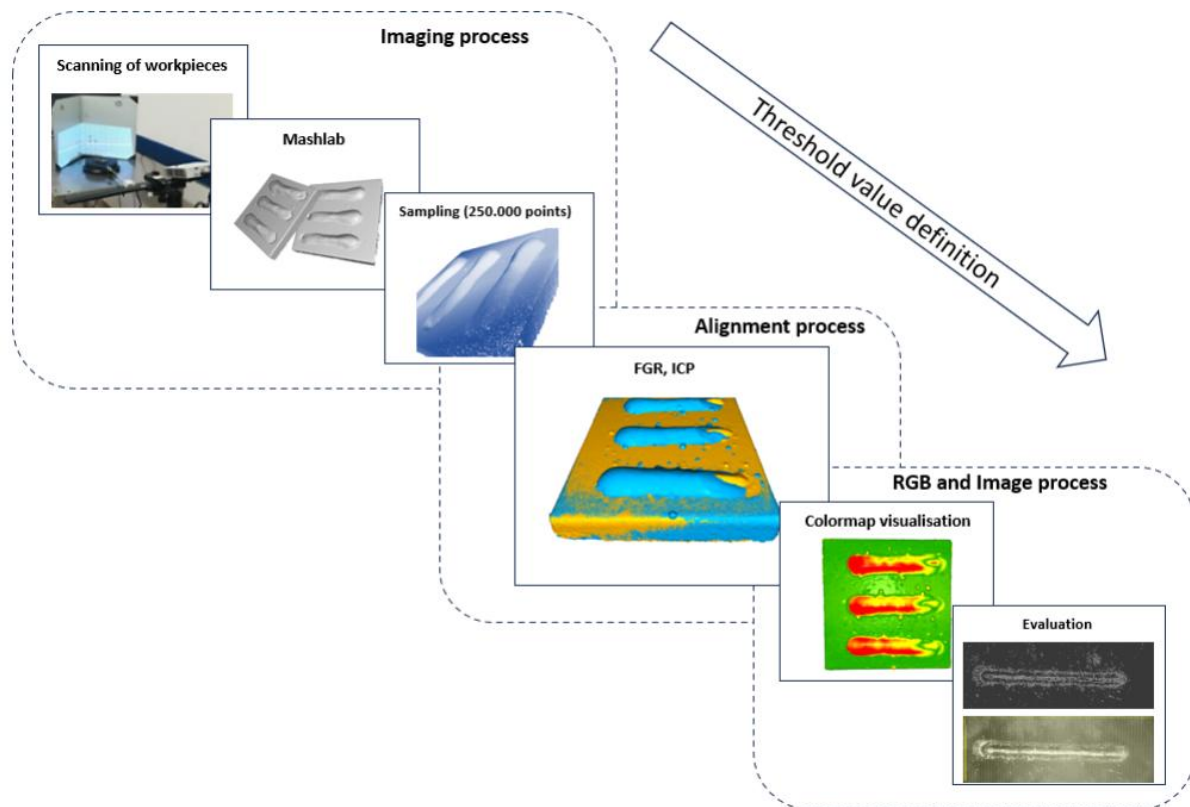 Imaging process
Scanning of workpieces
Mashlab
Sampling (250.000 points)
Threshold value definition
Alignment process
FGR, ICP
RGB and Image process
Colormap visualisation
Evaluation